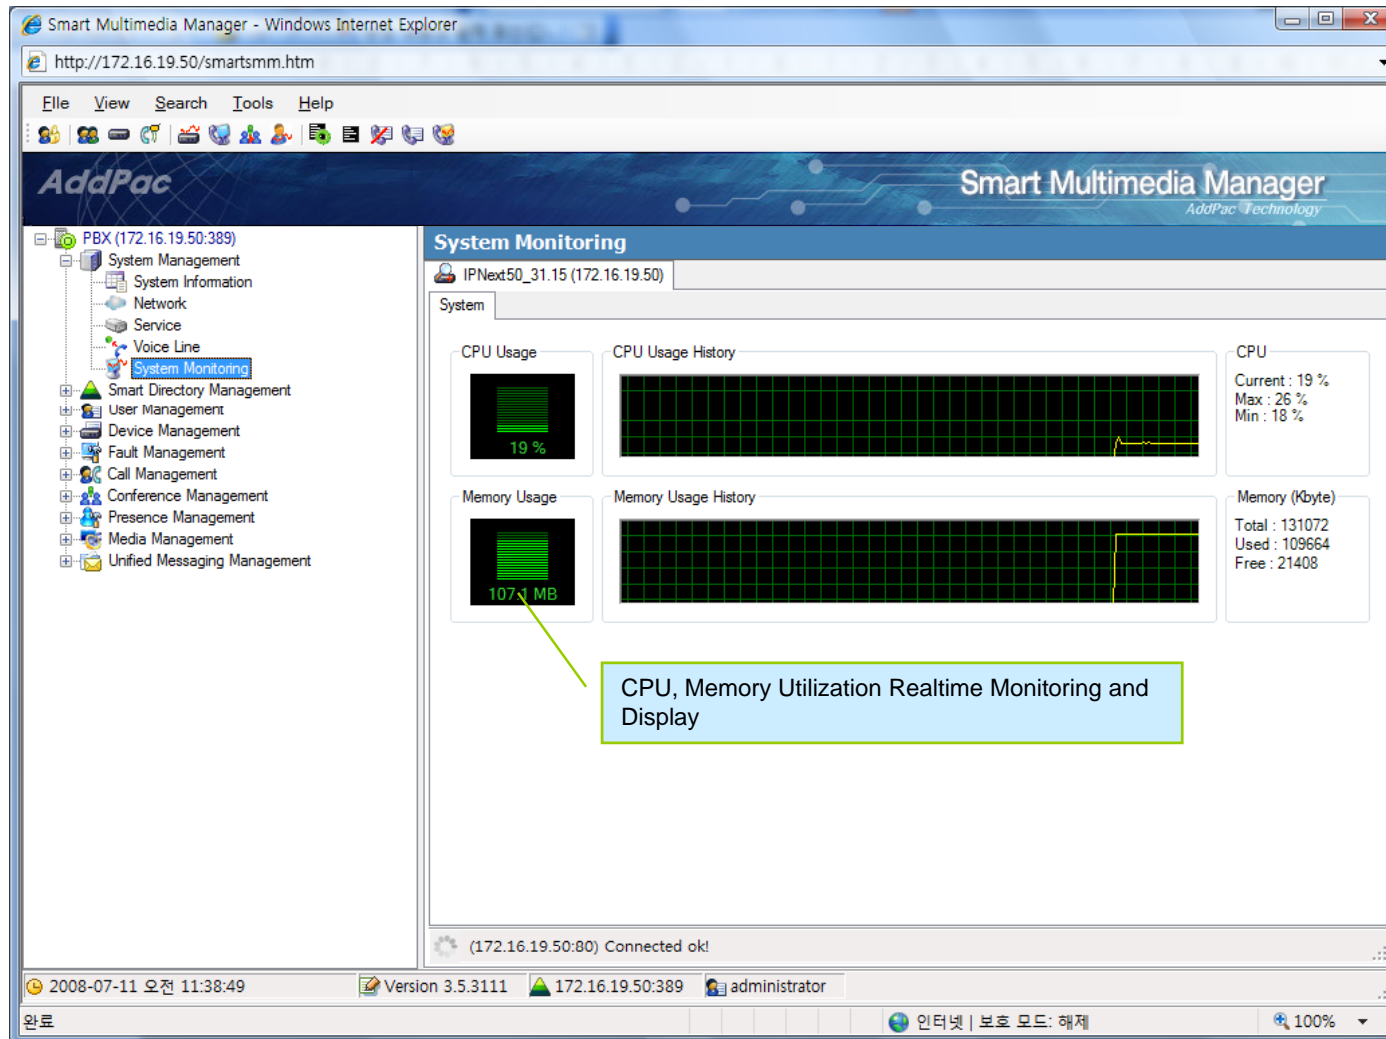 Smart Multimedia Manager - Windows Internet Explorer
http://172.16.19.50/smartsmm.htm
FIle View Search Tools Help
AddPac
Smart Multimedia Manager
AddPac Technology
PBX (172.16.19.50:389)
System Management
System Information
Network
Service
Voice Line
System Monitoring
Smart Directory Management
User Management
Device Management
Fault Management
Call Management
Conference Management
Presence Management
Media Management
Unified Messaging Management
System Monitoring
IPNext50_31.15 (172.16.19.50)
System
CPU Usage
19 %
CPU Usage History
CPU
Current : 19 %
Max : 26 %
Min : 18 %
Memory Usage
107.1 MB
Memory Usage History
Memory (Kbyte)
Total : 131072
Used : 109664
Free : 21408
CPU, Memory Utilization Realtime Monitoring and
Display
(172.16.19.50:80) Connected ok!
2008-07-11 오전 11:38:49 Version 3.5.3111 172.16.19.50:389 administrator
완료 인터넷 | 보호 모드: 해제 100%